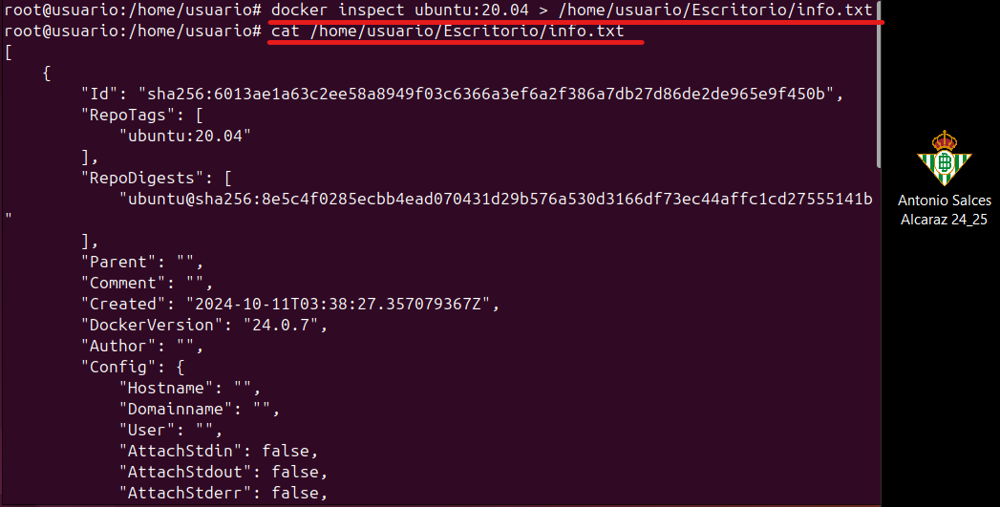 root@usuario:/home/usuario# docker inspect ubuntu:20.04 > /home/usuario/Escritorio/info.txt
root@usuario:/home/usuario# cat /home/usuario/Escritorio/info.txt
[
    {
        "Id": "sha256:6013ae1a63c2ee58a8949f03c6366a3ef6a2f386a7db27d86de2de965e9f450b",
        "RepoTags": [
            "ubuntu:20.04"
        ],
        "RepoDigests": [
            "ubuntu@sha256:8e5c4f0285ecbb4ead070431d29b576a530d3166df73ec44affc1cd27555141b
"
        ],
        "Parent": "",
        "Comment": "",
        "Created": "2024-10-11T03:38:27.357079367Z",
        "DockerVersion": "24.0.7",
        "Author": "",
        "Config": {
            "Hostname": "",
            "Domainname": "",
            "User": "",
            "AttachStdin": false,
            "AttachStdout": false,
            "AttachStderr": false,
Antonio Salces
Alcaraz 24_25